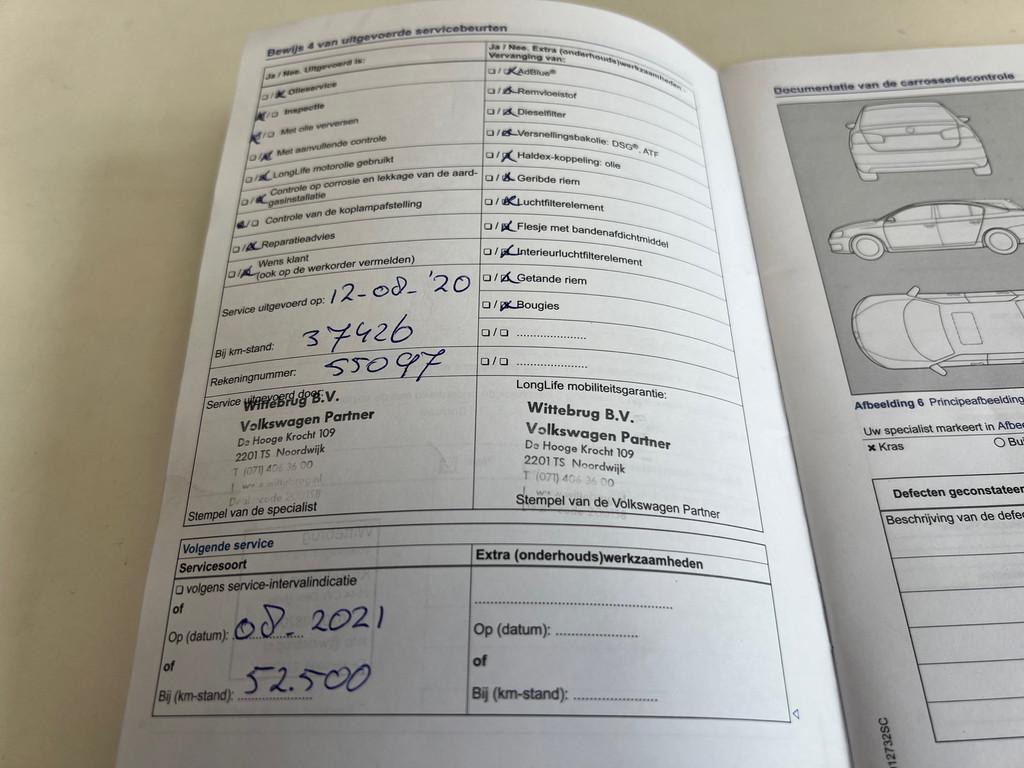 Bewijs 4 van uitgevoerde servicebeurten
Ja / Nee. Uitgevoerd is:
Olieservice
Inspectie
Met olie verversen
Met aanvullende controle
LongLife motorolie gebruikt
Controle op corrosie en lekkage van de aard-
gasinstallatie
Controle van de koplampafstelling
Reparatieadvies
Wens klant
(ook op de werkorder vermelden)
Service uitgevoerd op: 12-08-'20
Bij km-stand: 37426
Rekeningnummer: 55097
Service uitgevoerd door:
Wittebrug B.V.
Volkswagen Partner
De Hooge Krocht 109
2201 TS Noordwijk
T (071) 406 36 00
Stempel van de specialist
Ja / Nee. Extra (onderhouds)werkzaamheden
Vervanging van:
AdBlue®
Remvloeistof
Dieselfilter
Versnellingsbakolie: DSG®, ATF
Haldex-koppeling: olie
Geribde riem
Luchtfilterelement
Flesje met bandenafdichtmiddel
Interieurluchtfilterelement
Getande riem
Bougies
LongLife mobiliteitsgarantie:
Wittebrug B.V.
Volkswagen Partner
De Hooge Krocht 109
2201 TS Noordwijk
T (071) 406 36 00
Stempel van de Volkswagen Partner
Volgende service
Servicesoort
volgens service-intervalindicatie
of
Op (datum): 08-2021
of
Bij (km-stand): 52.500
Extra (onderhouds)werkzaamheden
Op (datum):
of
Bij (km-stand):
Documentatie van de carrosseriecontrole
Afbeelding 6 Principeafbeelding
Uw specialist markeert in
Kras
Defecten
Beschrijving van de
12732SC